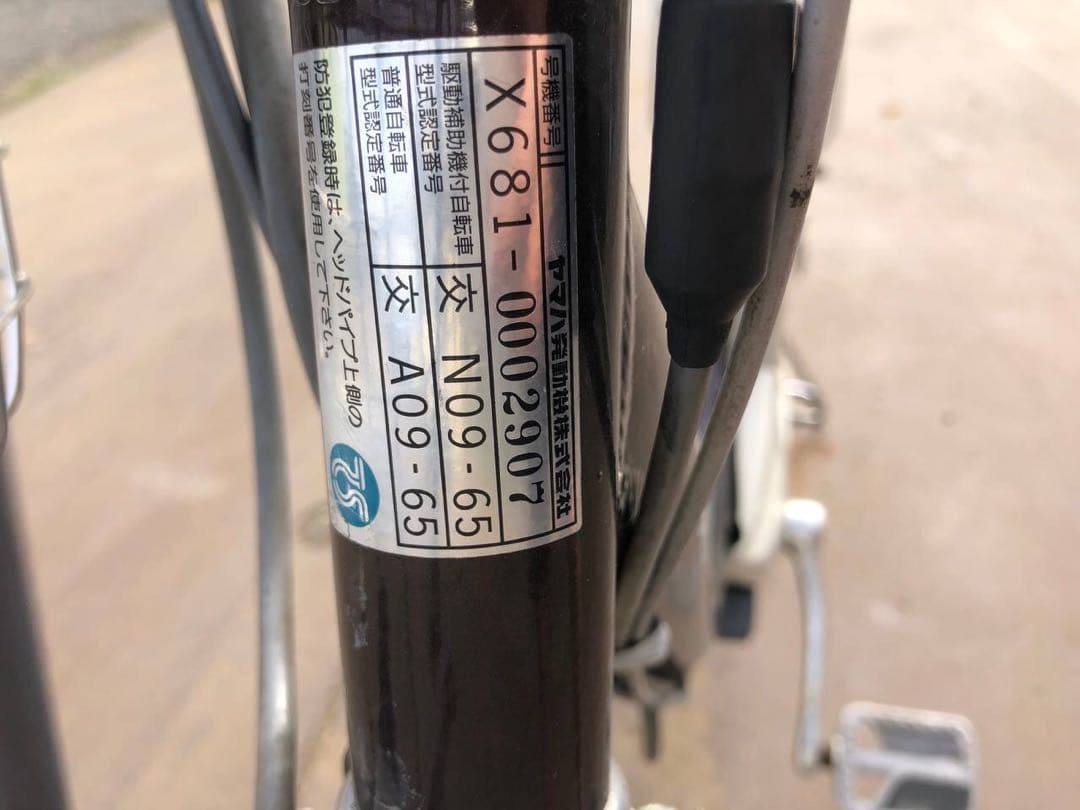 ヤマハ発動機株式会社
号機番号
X681-0002907
駆動補助機付自転車
型式認定番号
交 N09-65
普通自転車
型式認定番号
交 A09-65
防犯登録時は、ヘッドパイプ上側の
打刻番号を使用して下さい。
TS